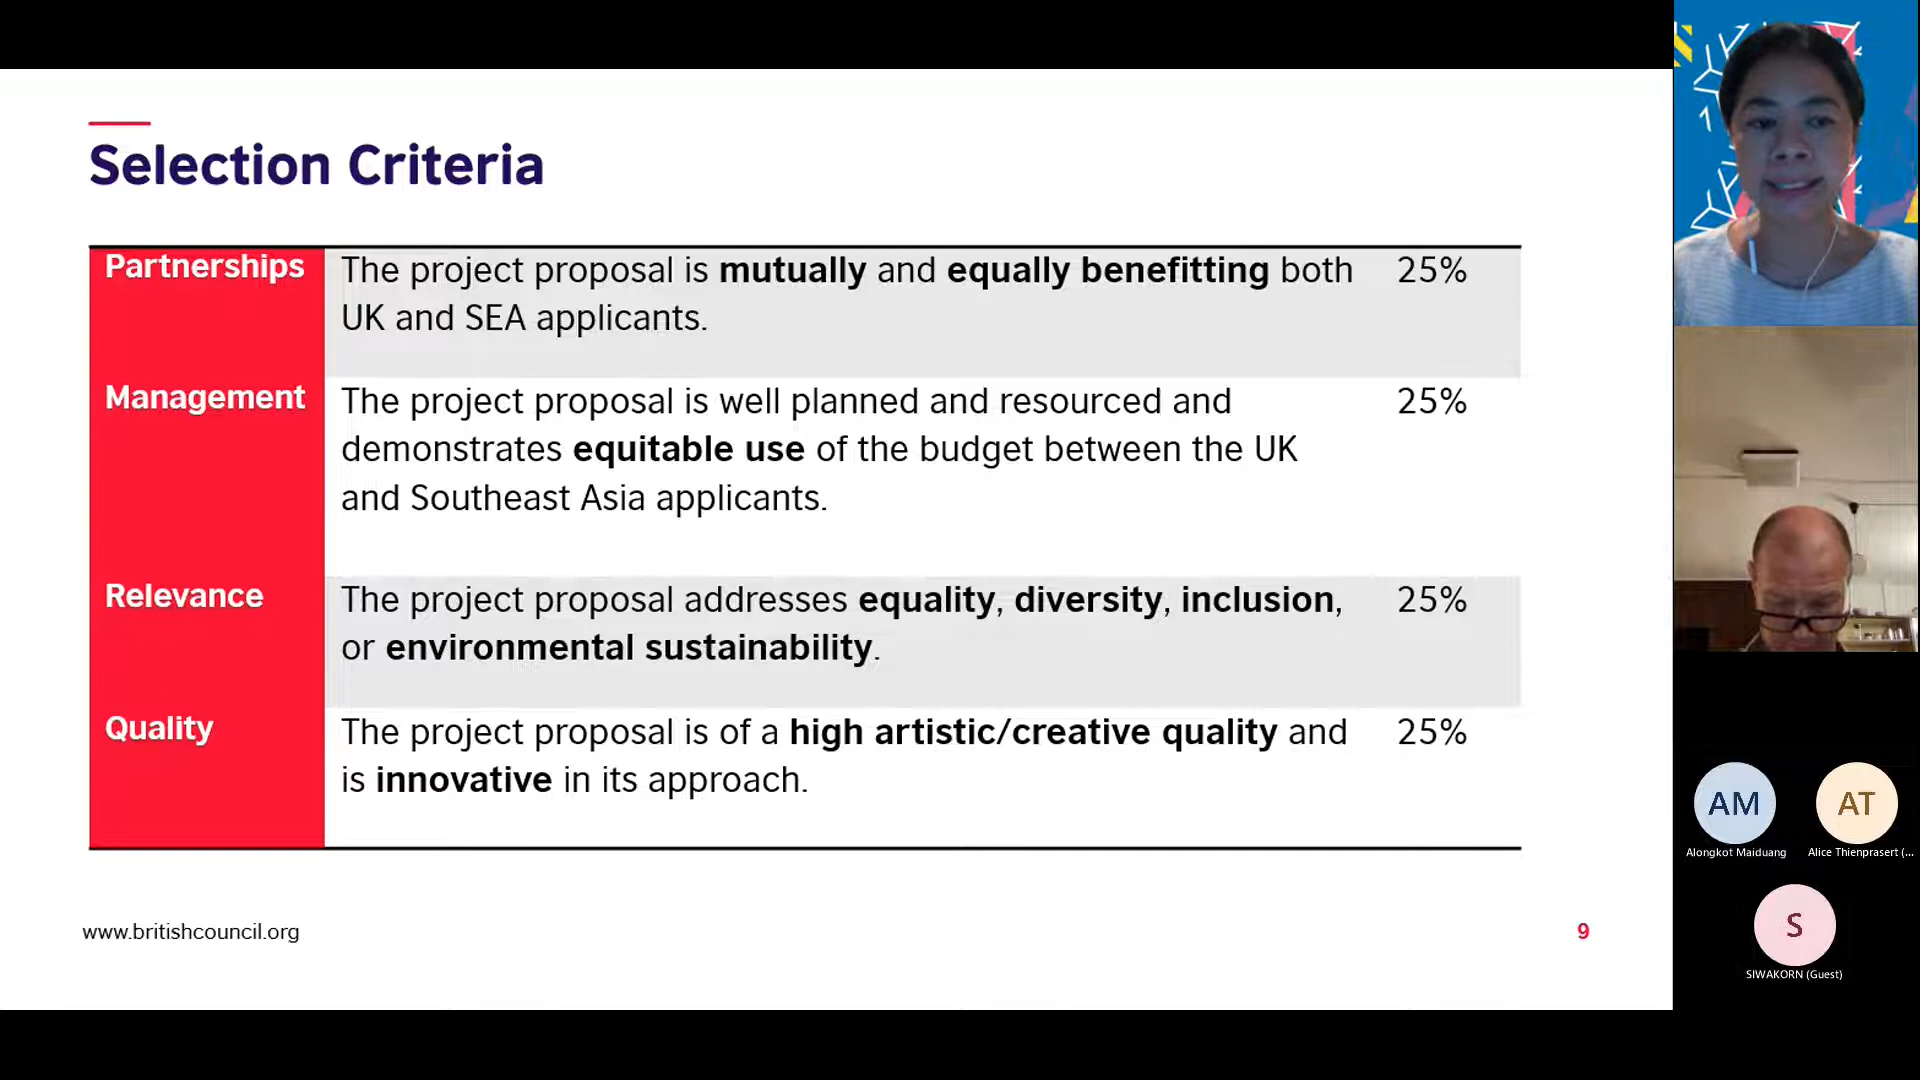 Selection Criteria
Partnerships
The project proposal is mutually and equally benefitting both
UK and SEA applicants.
25%
Management
The project proposal is well planned and resourced and
demonstrates equitable use of the budget between the UK
and Southeast Asia applicants.
25%
Relevance
The project proposal addresses equality, diversity, inclusion,
or environmental sustainability.
25%
Quality
The project proposal is of a high artistic/creative quality and
is innovative in its approach.
25%
www.britishcouncil.org
9
AM
Alongkot Maiduang
AT
Alice Thienprasert (...
S
SIWAKORN (Guest)